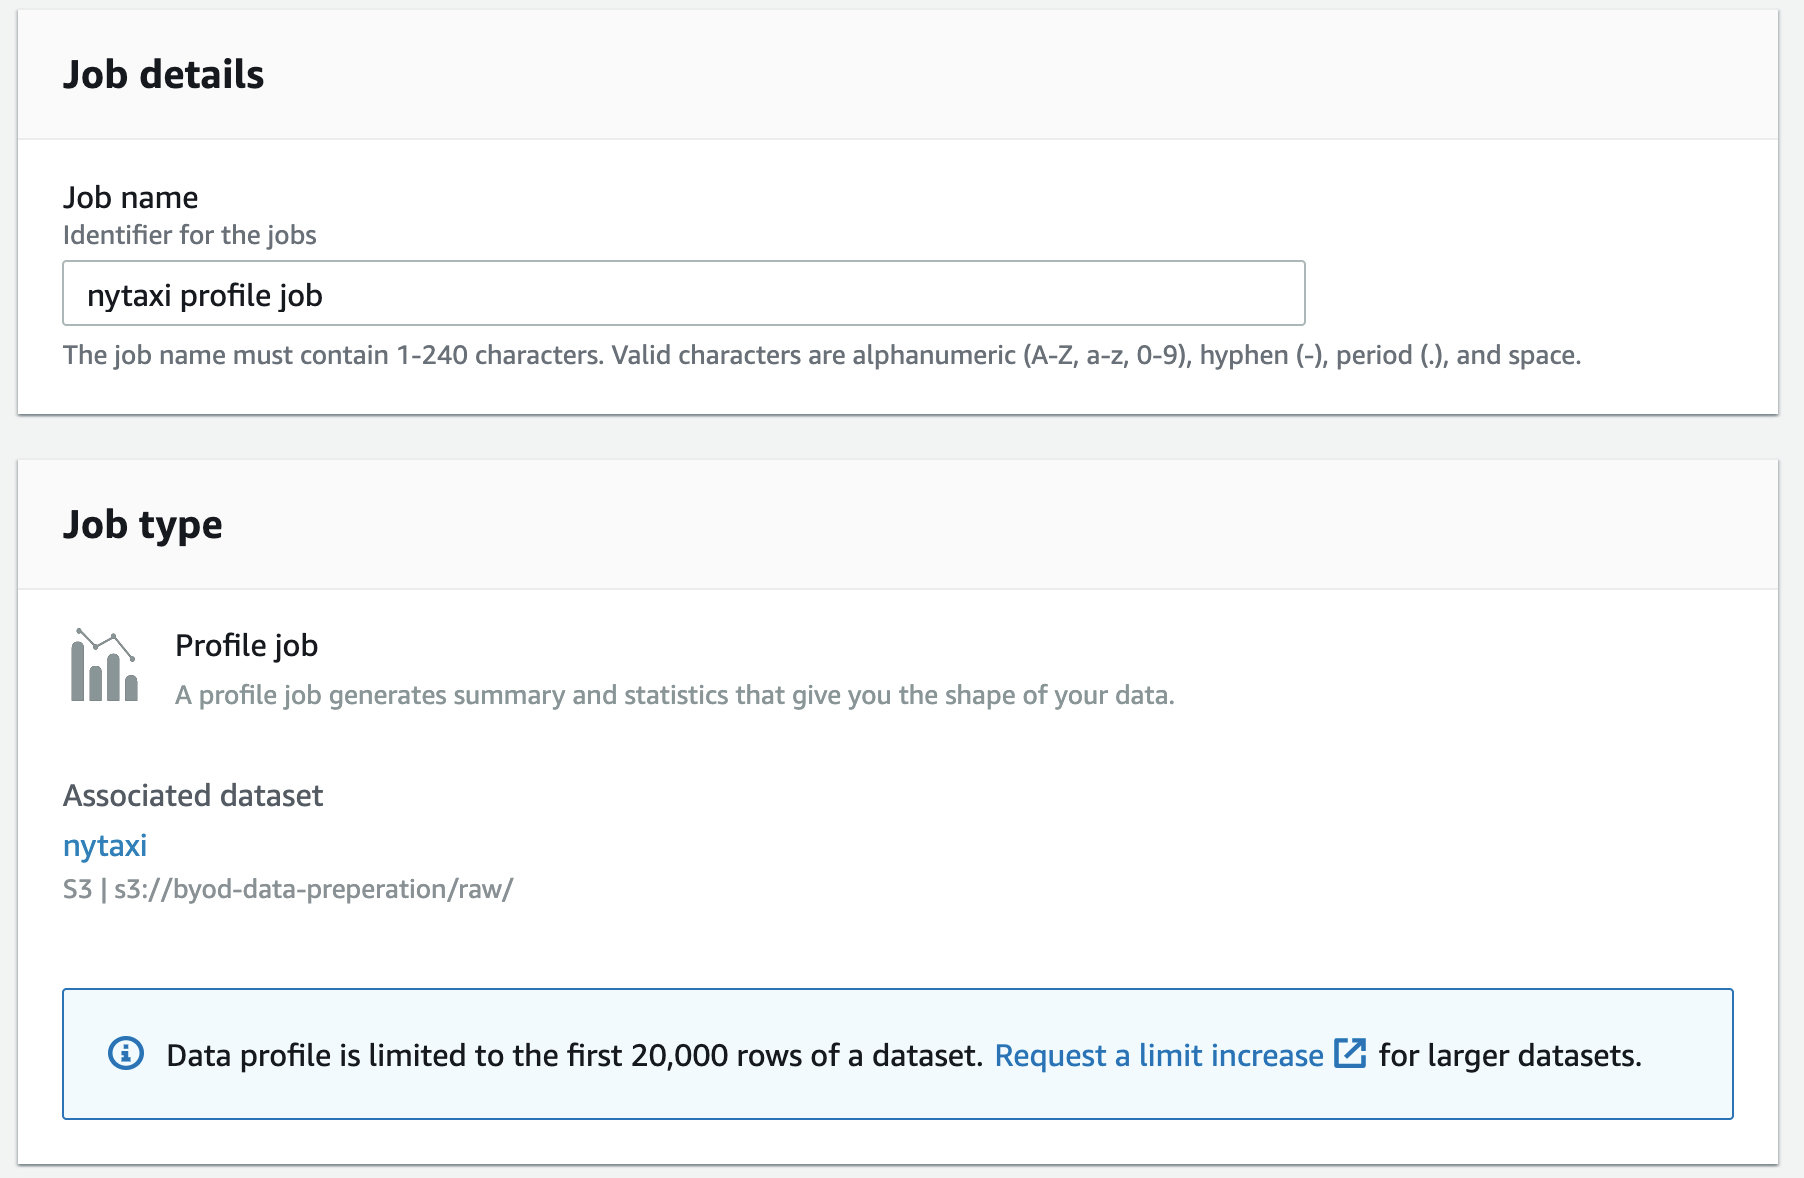 Job details
Job name
Identifier for the jobs
nytaxi profile job
The job name must contain 1-240 characters. Valid characters are alphanumeric (A-Z, a-z, 0-9), hyphen (-), period (.), and space.
Job type
Profile job
A profile job generates summary and statistics that give you the shape of your data.
Associated dataset
nytaxi
S3 | s3://byod-data-preperation/raw/
Data profile is limited to the first 20,000 rows of a dataset. Request a limit increase for larger datasets.